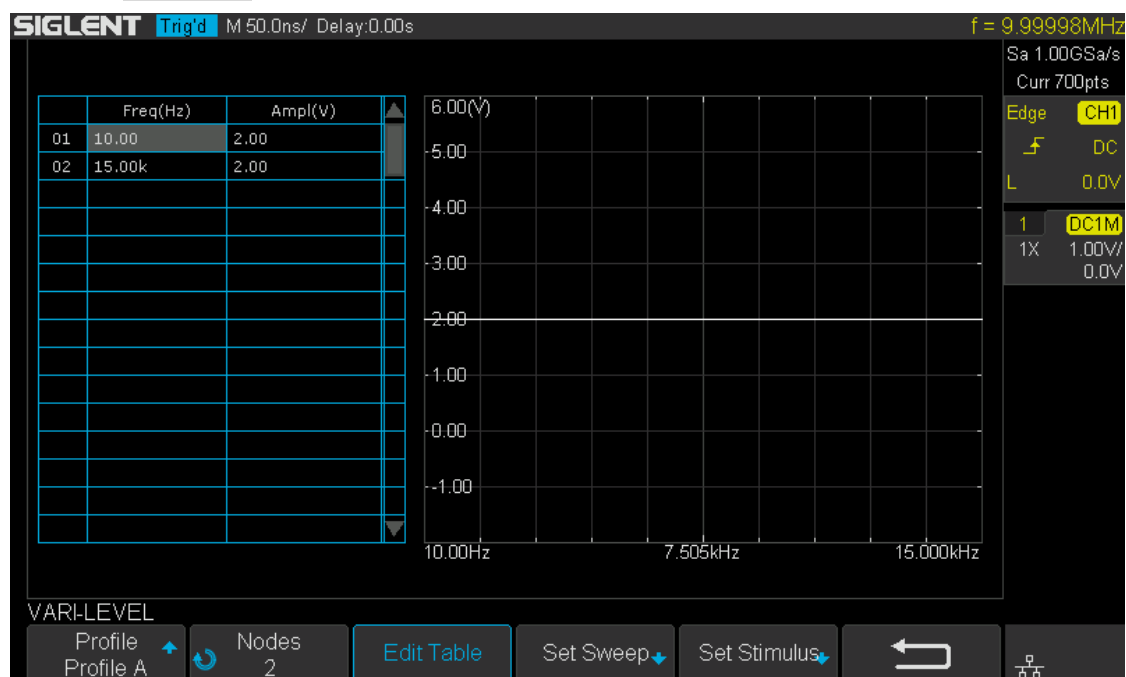 SIGLENT Trig'd M 50.0ns/ Delay:0.00s f = 9.99998MHz
Sa 1.00GSa/s
Curr 700pts
Edge CH1
DC
L 0.0V
1 DC1M
1X 1.00V/
0.0V
Freq(Hz) Ampl(V)
01 10.00 2.00
02 15.00k 2.00
6.00(V)
5.00
4.00
3.00
2.00
1.00
0.00
-1.00
10.00Hz 7.505kHz 15.000kHz
VARI-LEVEL
Profile
Profile A
Nodes
2
Edit Table
Set Sweep
Set Stimulus